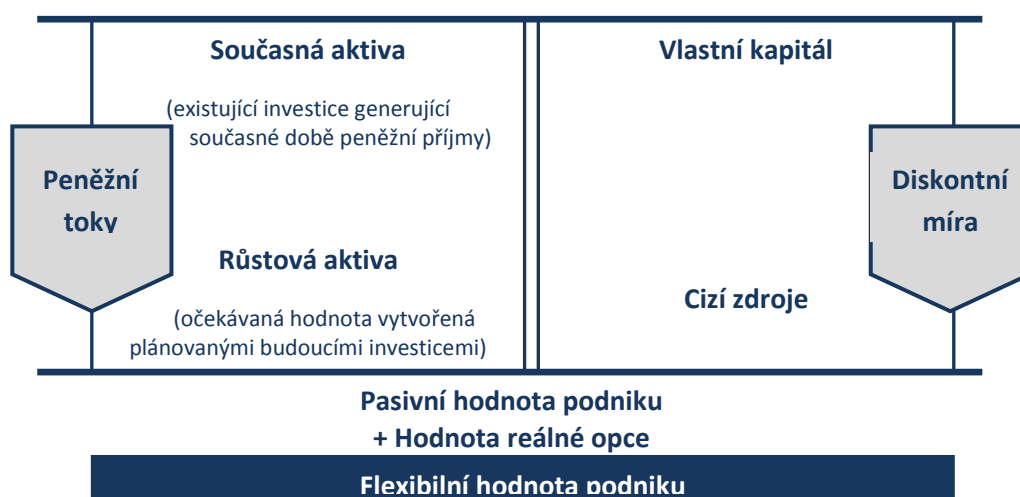 Současná aktiva
(existující investice generující
současné době peněžní příjmy)
Růstová aktiva
(očekávaná hodnota vytvořená
plánovanými budoucími investicemi)
Vlastní kapitál
Cizí zdroje
Peněžní
toky
Diskontní
míra
Pasivní hodnota podniku
+ Hodnota reálné opce
Flexibilní hodnota podniku